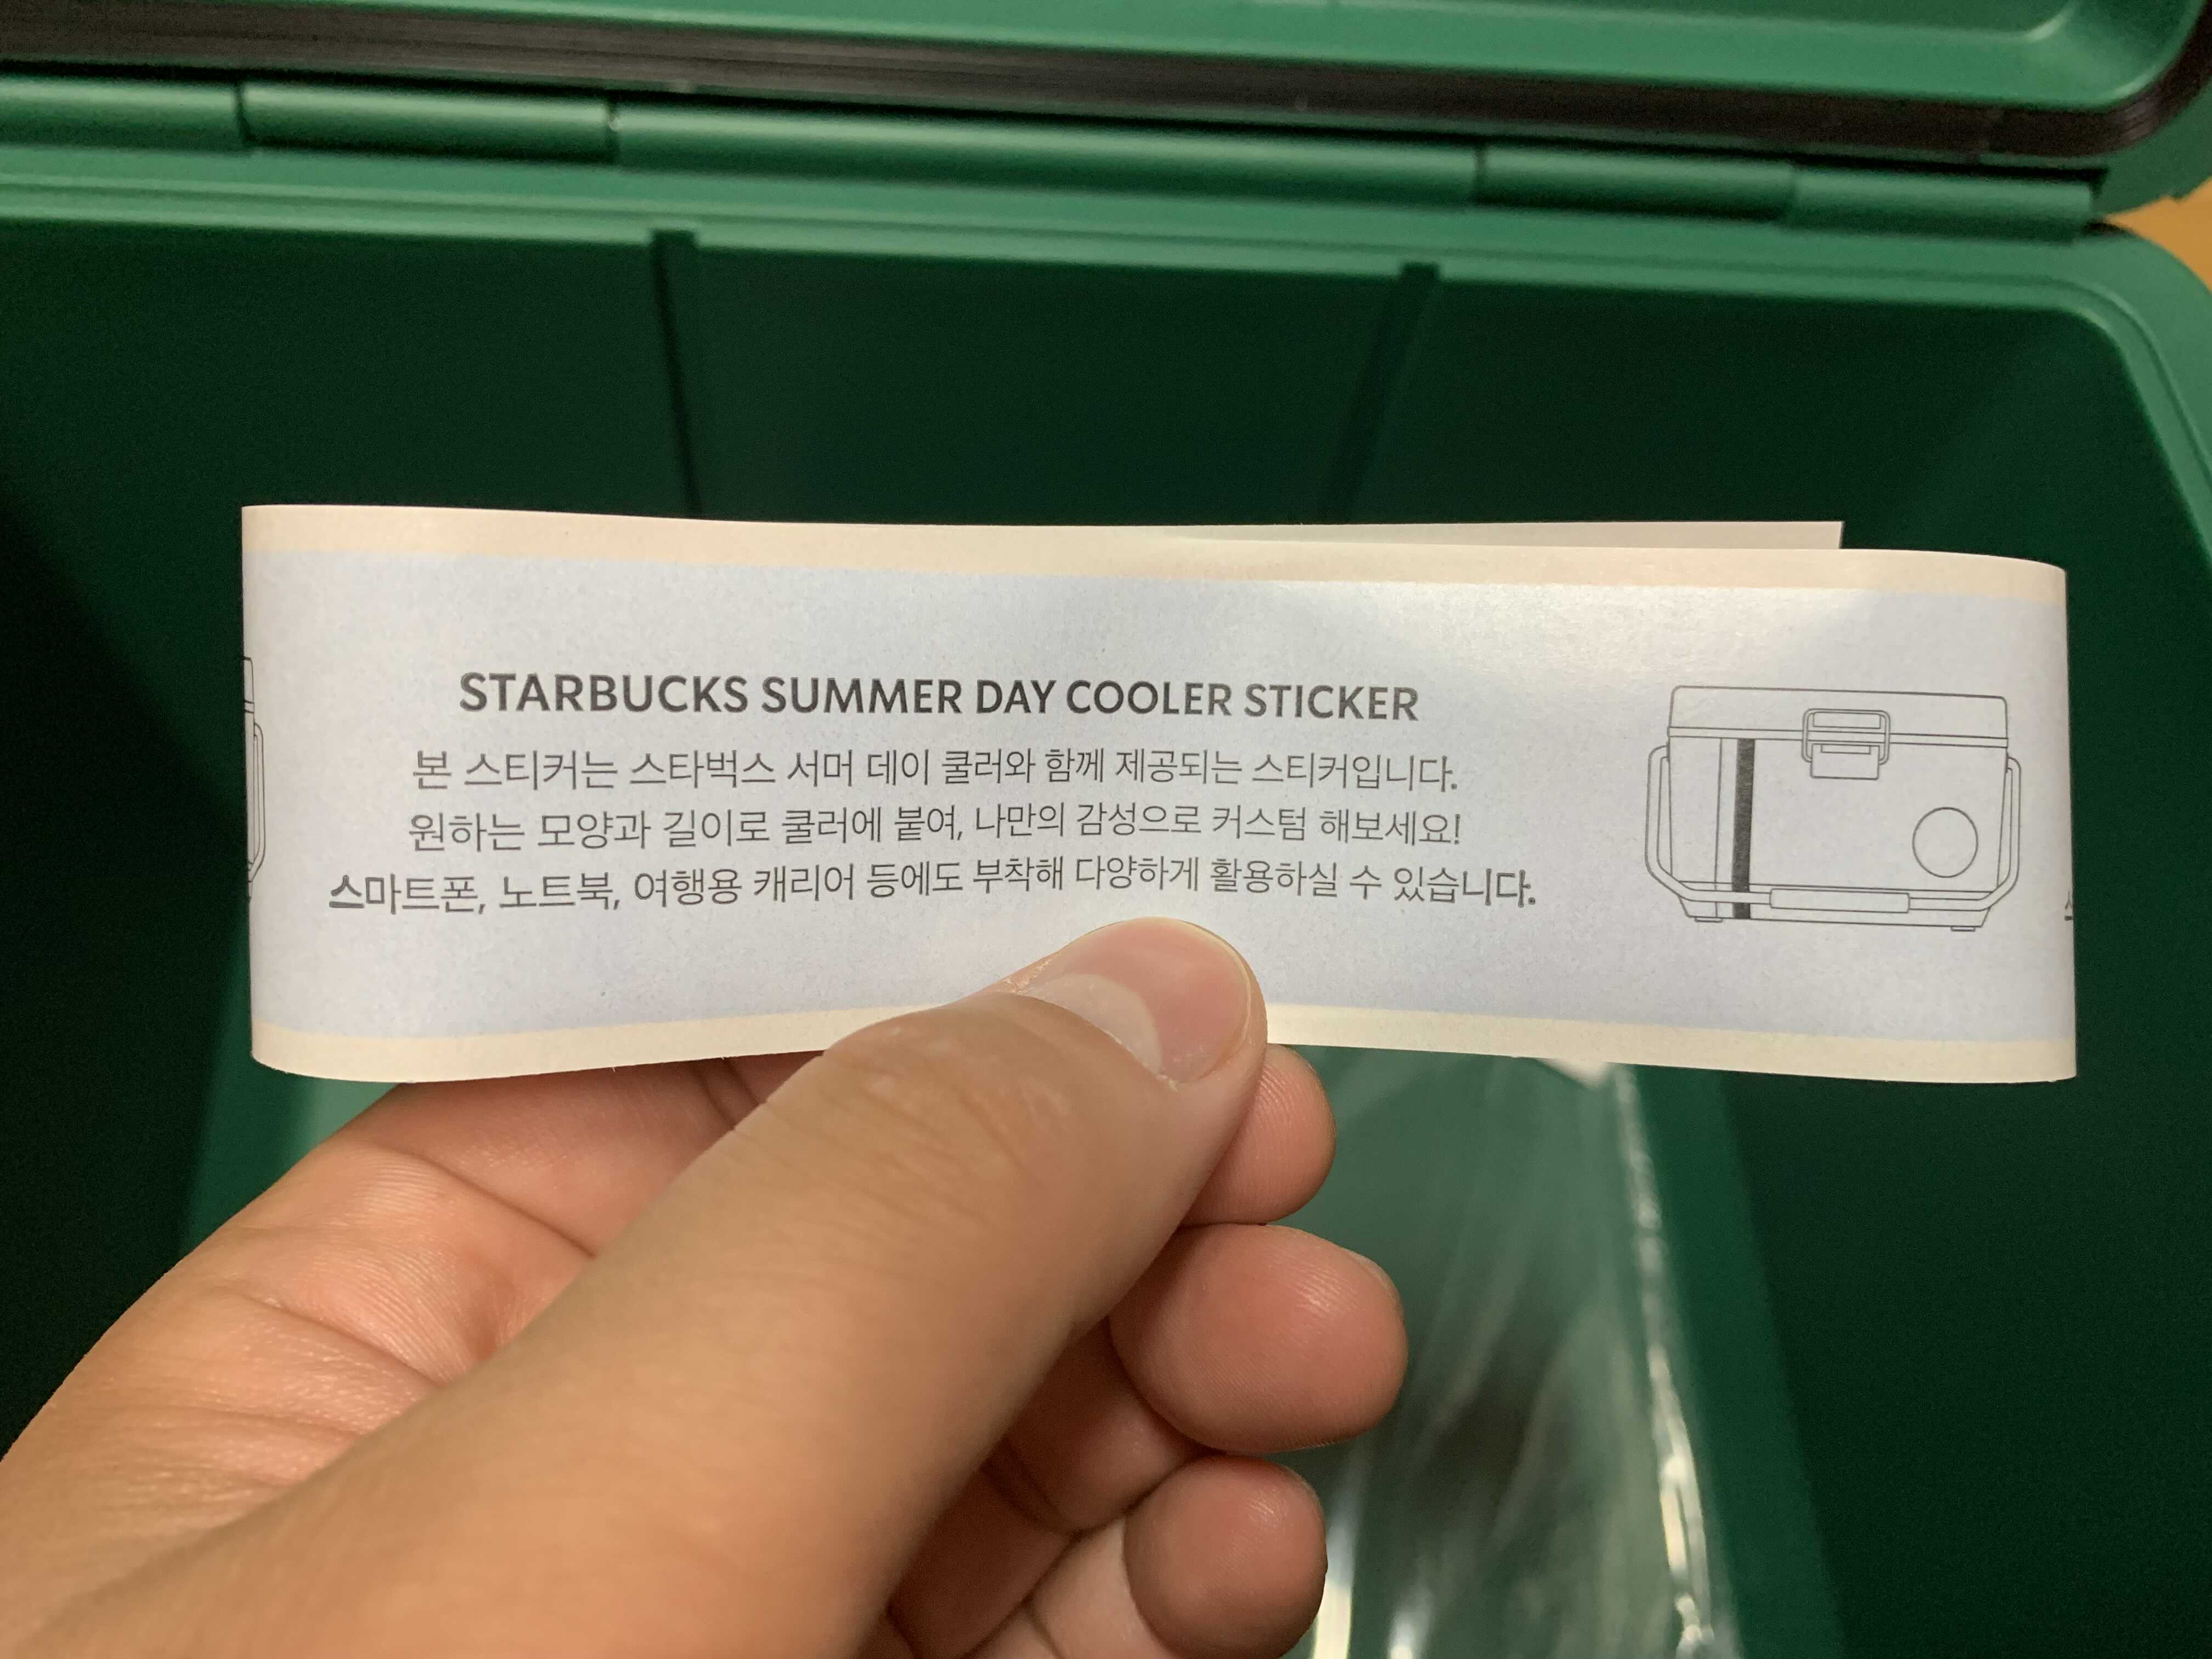 STARBUCKS SUMMER DAY COOLER STICKER
본 스티커는 스타벅스 서머 데이 쿨러와 함께 제공되는 스티커입니다.
원하는 모양과 길이로 쿨러에 붙여, 나만의 감성으로 커스텀 해보세요!
스마트폰, 노트북, 여행용 캐리어 등에도 부착해 다양하게 활용하실 수 있습니다.